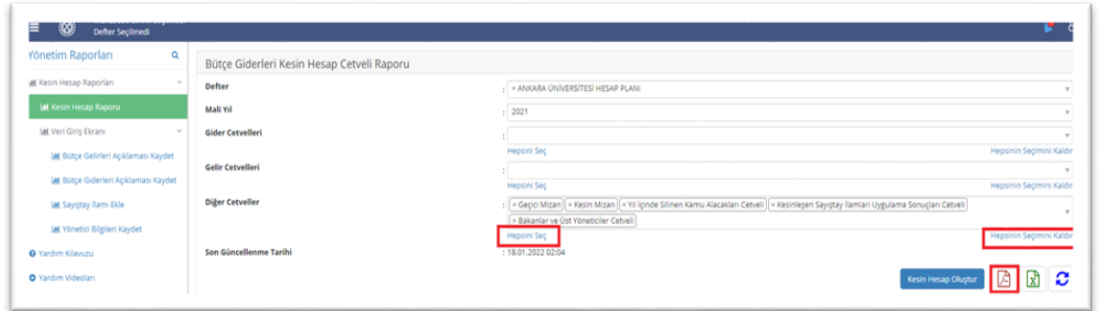 Defter Seçilmedi
Yönetim Raporları
Kesin Hesap Raporları
Kesin Hesap Raporu
Veri Giriş Ekranı
Bütçe Gelirleri Açıklaması Kaydet
Bütçe Giderleri Açıklaması Kaydet
Sayıştay İlamı Ekle
Yönetici Bilgileri Kaydet
Yardım Kılavuzu
Yardım Videoları
Bütçe Giderleri Kesin Hesap Cetveli Raporu
Defter : × ANKARA ÜNİVERSİTESİ HESAP PLANI
Mali Yıl : 2021
Gider Cetvelleri :
Hepsini Seç Hepsinin Seçimini Kaldır
Gelir Cetvelleri :
Hepsini Seç Hepsinin Seçimini Kaldır
Diğer Cetveller : × Geçici Mizan × Kesin Mizan × Yıl İçinde Silinen Kamu Alacakları Cetveli × Kesinleşen Sayıştay İlamları Uygulama Sonuçları Cetveli
× Bakanlar ve Üst Yöneticiler Cetveli
Hepsini Seç Hepsinin Seçimini Kaldır
Son Güncellenme Tarihi : 18.01.2022 02:04
Kesin Hesap Oluştur